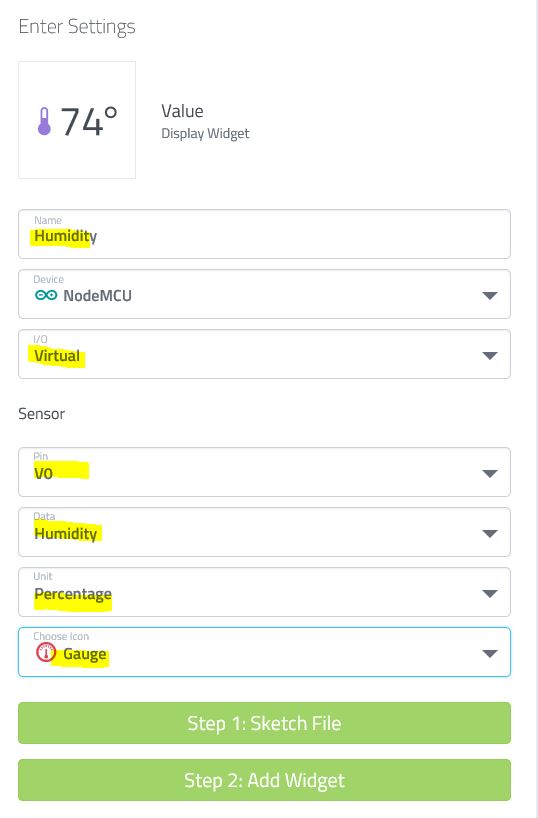 Enter Settings
74°
Value
Display Widget
Name
Humidity
Device
NodeMCU
I/O
Virtual
Sensor
Pin
V0
Data
Humidity
Unit
Percentage
Choose Icon
Gauge
Step 1: Sketch File
Step 2: Add Widget